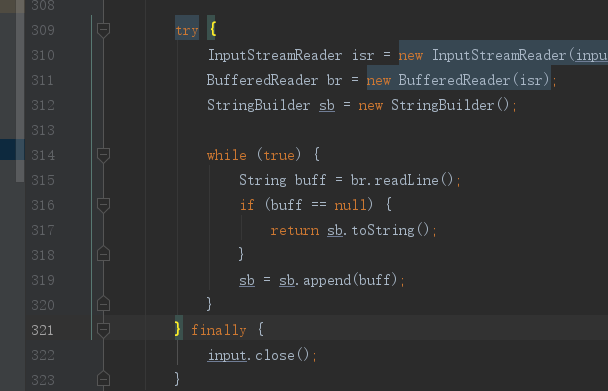 308
309 try {
310 InputStreamReader isr = new InputStreamReader(inpu
311 BufferedReader br = new BufferedReader(isr);
312 StringBuilder sb = new StringBuilder();
313
314 while (true) {
315 String buff = br.readLine();
316 if (buff == null) {
317 return sb.toString();
318 }
319 sb = sb.append(buff);
320 }
321 } finally {
322 input.close();
323 }